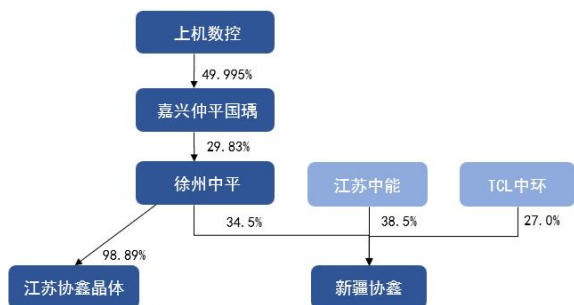 上机数控
49.995%
嘉兴仲平国瑀
29.83%
徐州中平
江苏中能
TCL中环
34.5%
38.5%
27.0%
98.89%
江苏协鑫晶体
新疆协鑫